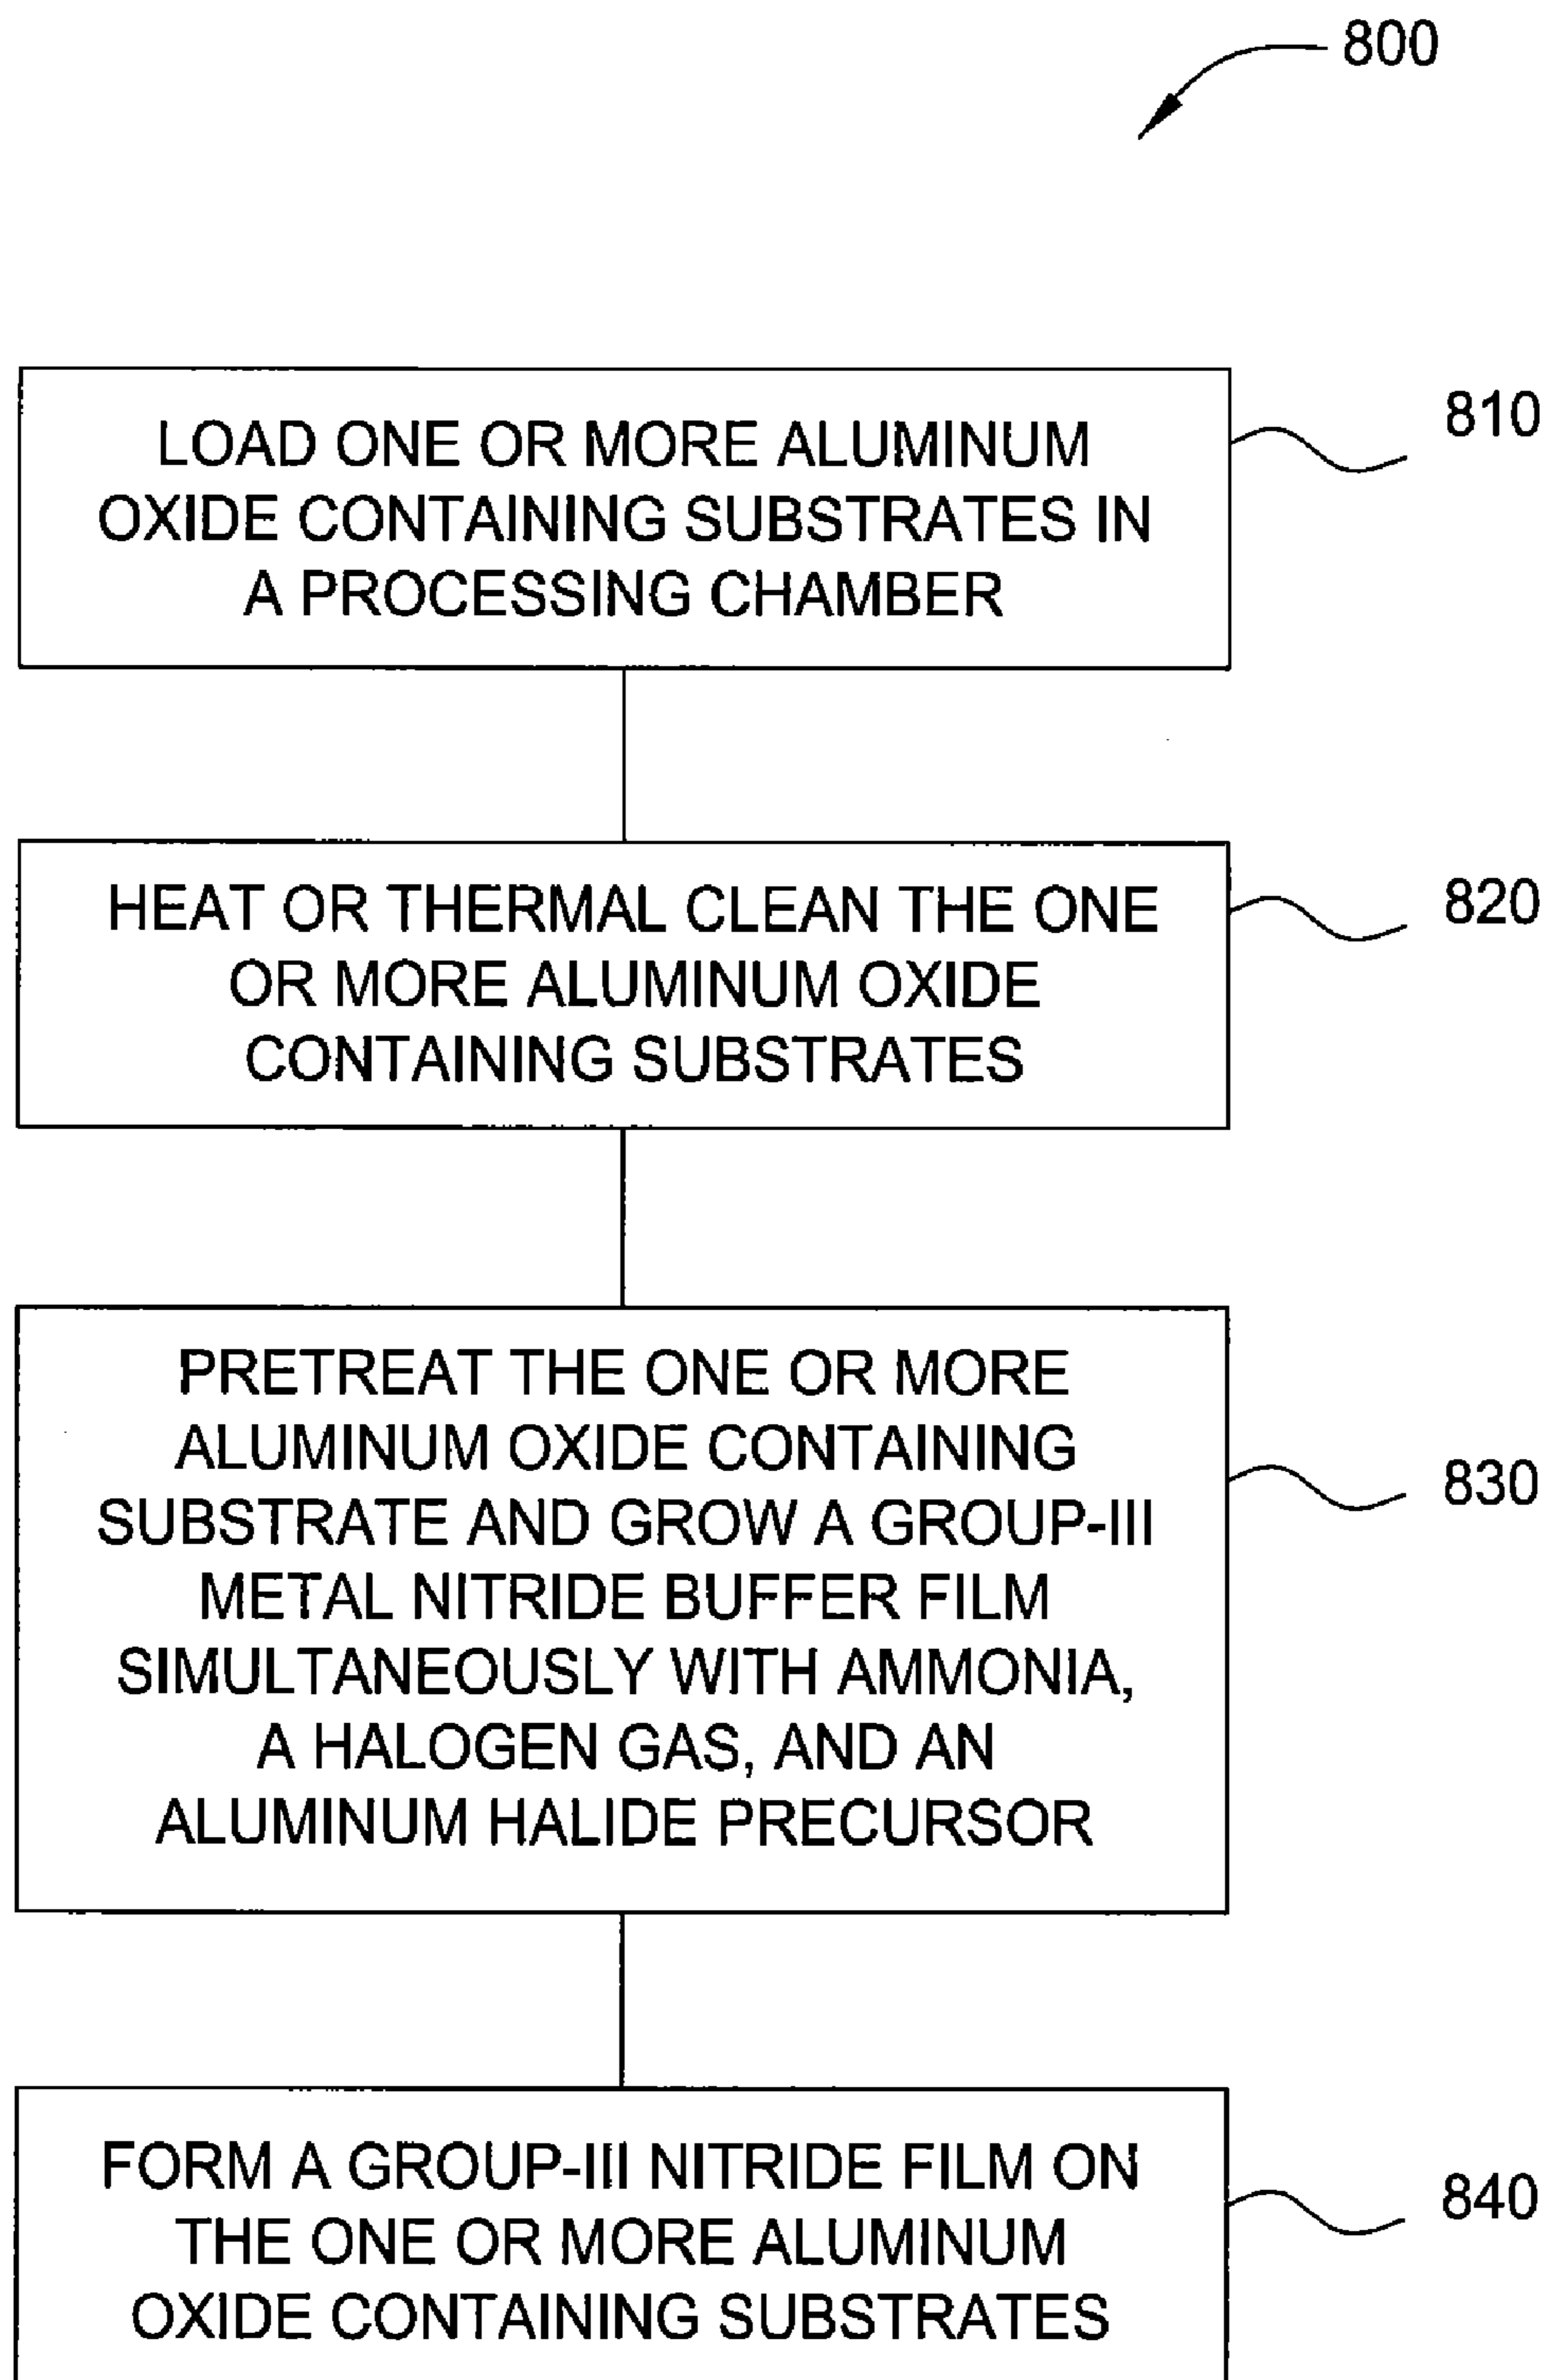 800
LOAD ONE OR MORE ALUMINUM
OXIDE CONTAINING SUBSTRATES IN
A PROCESSING CHAMBER
810
HEAT OR THERMAL CLEAN THE ONE
OR MORE ALUMINUM OXIDE
CONTAINING SUBSTRATES
820
PRETREAT THE ONE OR MORE
ALUMINUM OXIDE CONTAINING
SUBSTRATE AND GROW A GROUP-III
METAL NITRIDE BUFFER FILM
SIMULTANEOUSLY WITH AMMONIA,
A HALOGEN GAS, AND AN
ALUMINUM HALIDE PRECURSOR
830
FORM A GROUP-III NITRIDE FILM ON
THE ONE OR MORE ALUMINUM
OXIDE CONTAINING SUBSTRATES
840